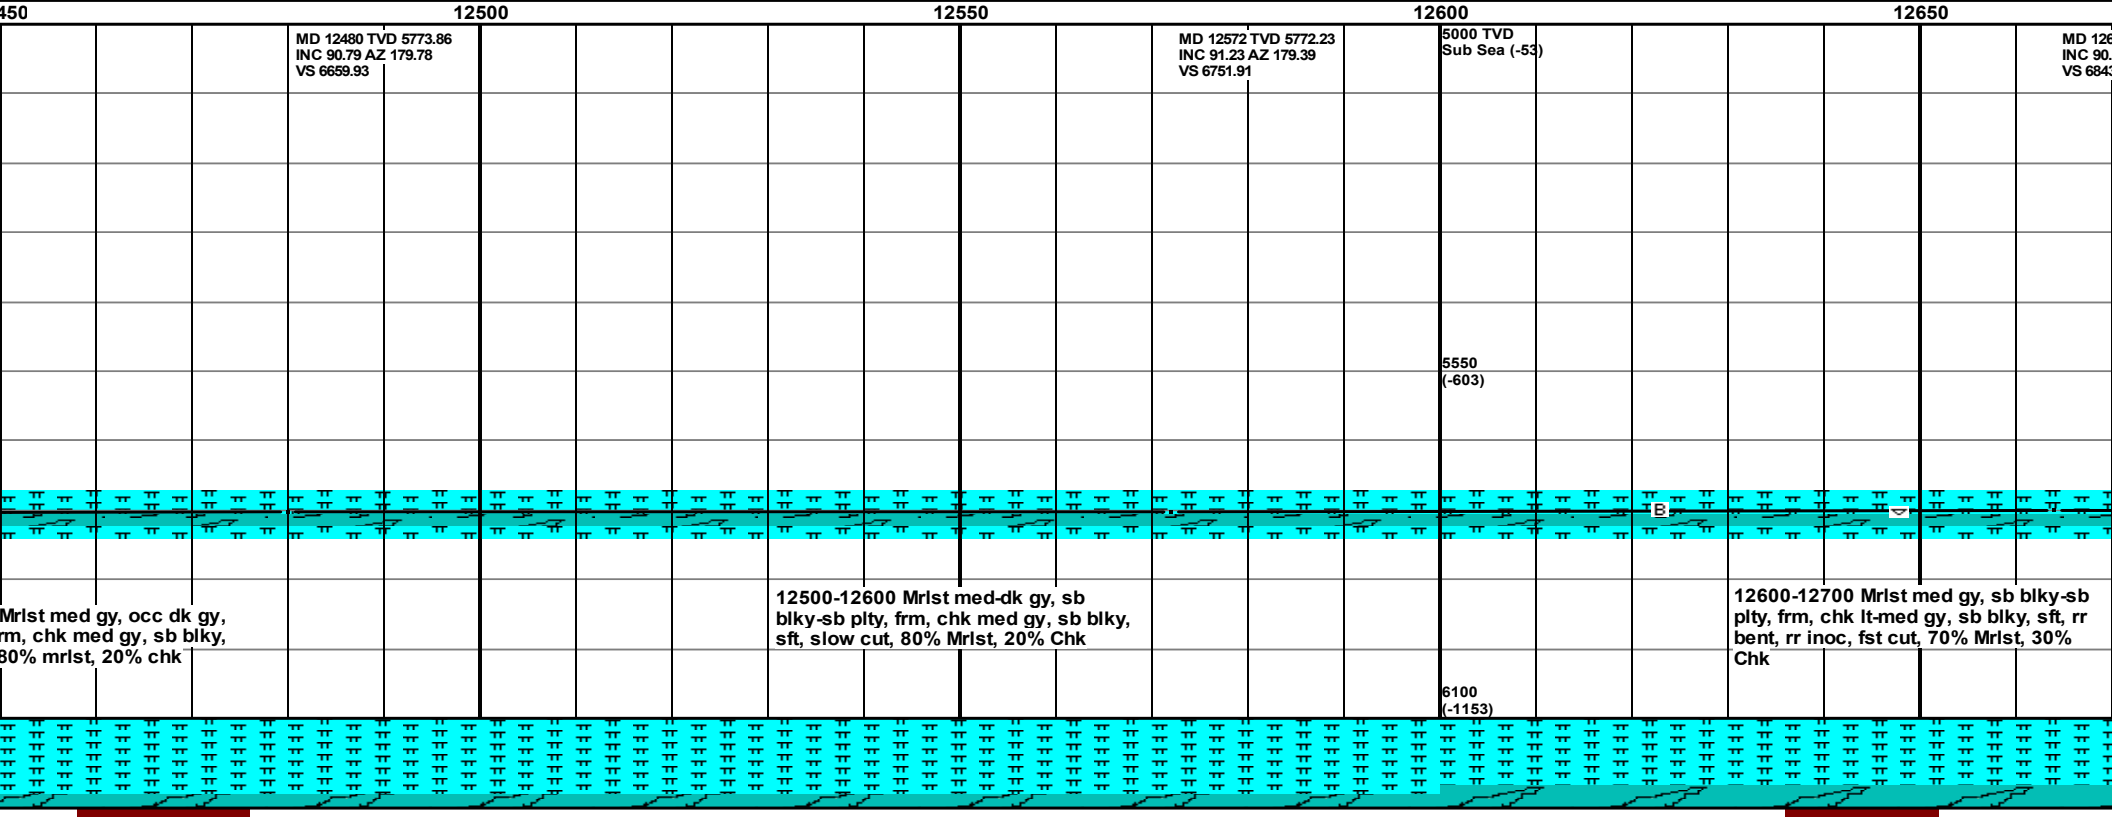 450 12500 12550 12600 12650
MD 12480 TVD 5773.86
INC 90.79 AZ 179.78
VS 6659.93
MD 12572 TVD 5772.23
INC 91.23 AZ 179.39
VS 6751.91
5000 TVD
Sub Sea (-53)
MD 126
INC 90.
VS 6843
5550
(-603)
B
Mrlst med gy, occ dk gy,
rm, chk med gy, sb blky,
80% mrlst, 20% chk
12500-12600 Mrlst med-dk gy, sb
blky-sb plty, frm, chk med gy, sb blky,
sft, slow cut, 80% Mrlst, 20% Chk
12600-12700 Mrlst med gy, sb blky-sb
plty, frm, chk lt-med gy, sb blky, sft, rr
bent, rr inoc, fst cut, 70% Mrlst, 30%
Chk
6100
(-1153)